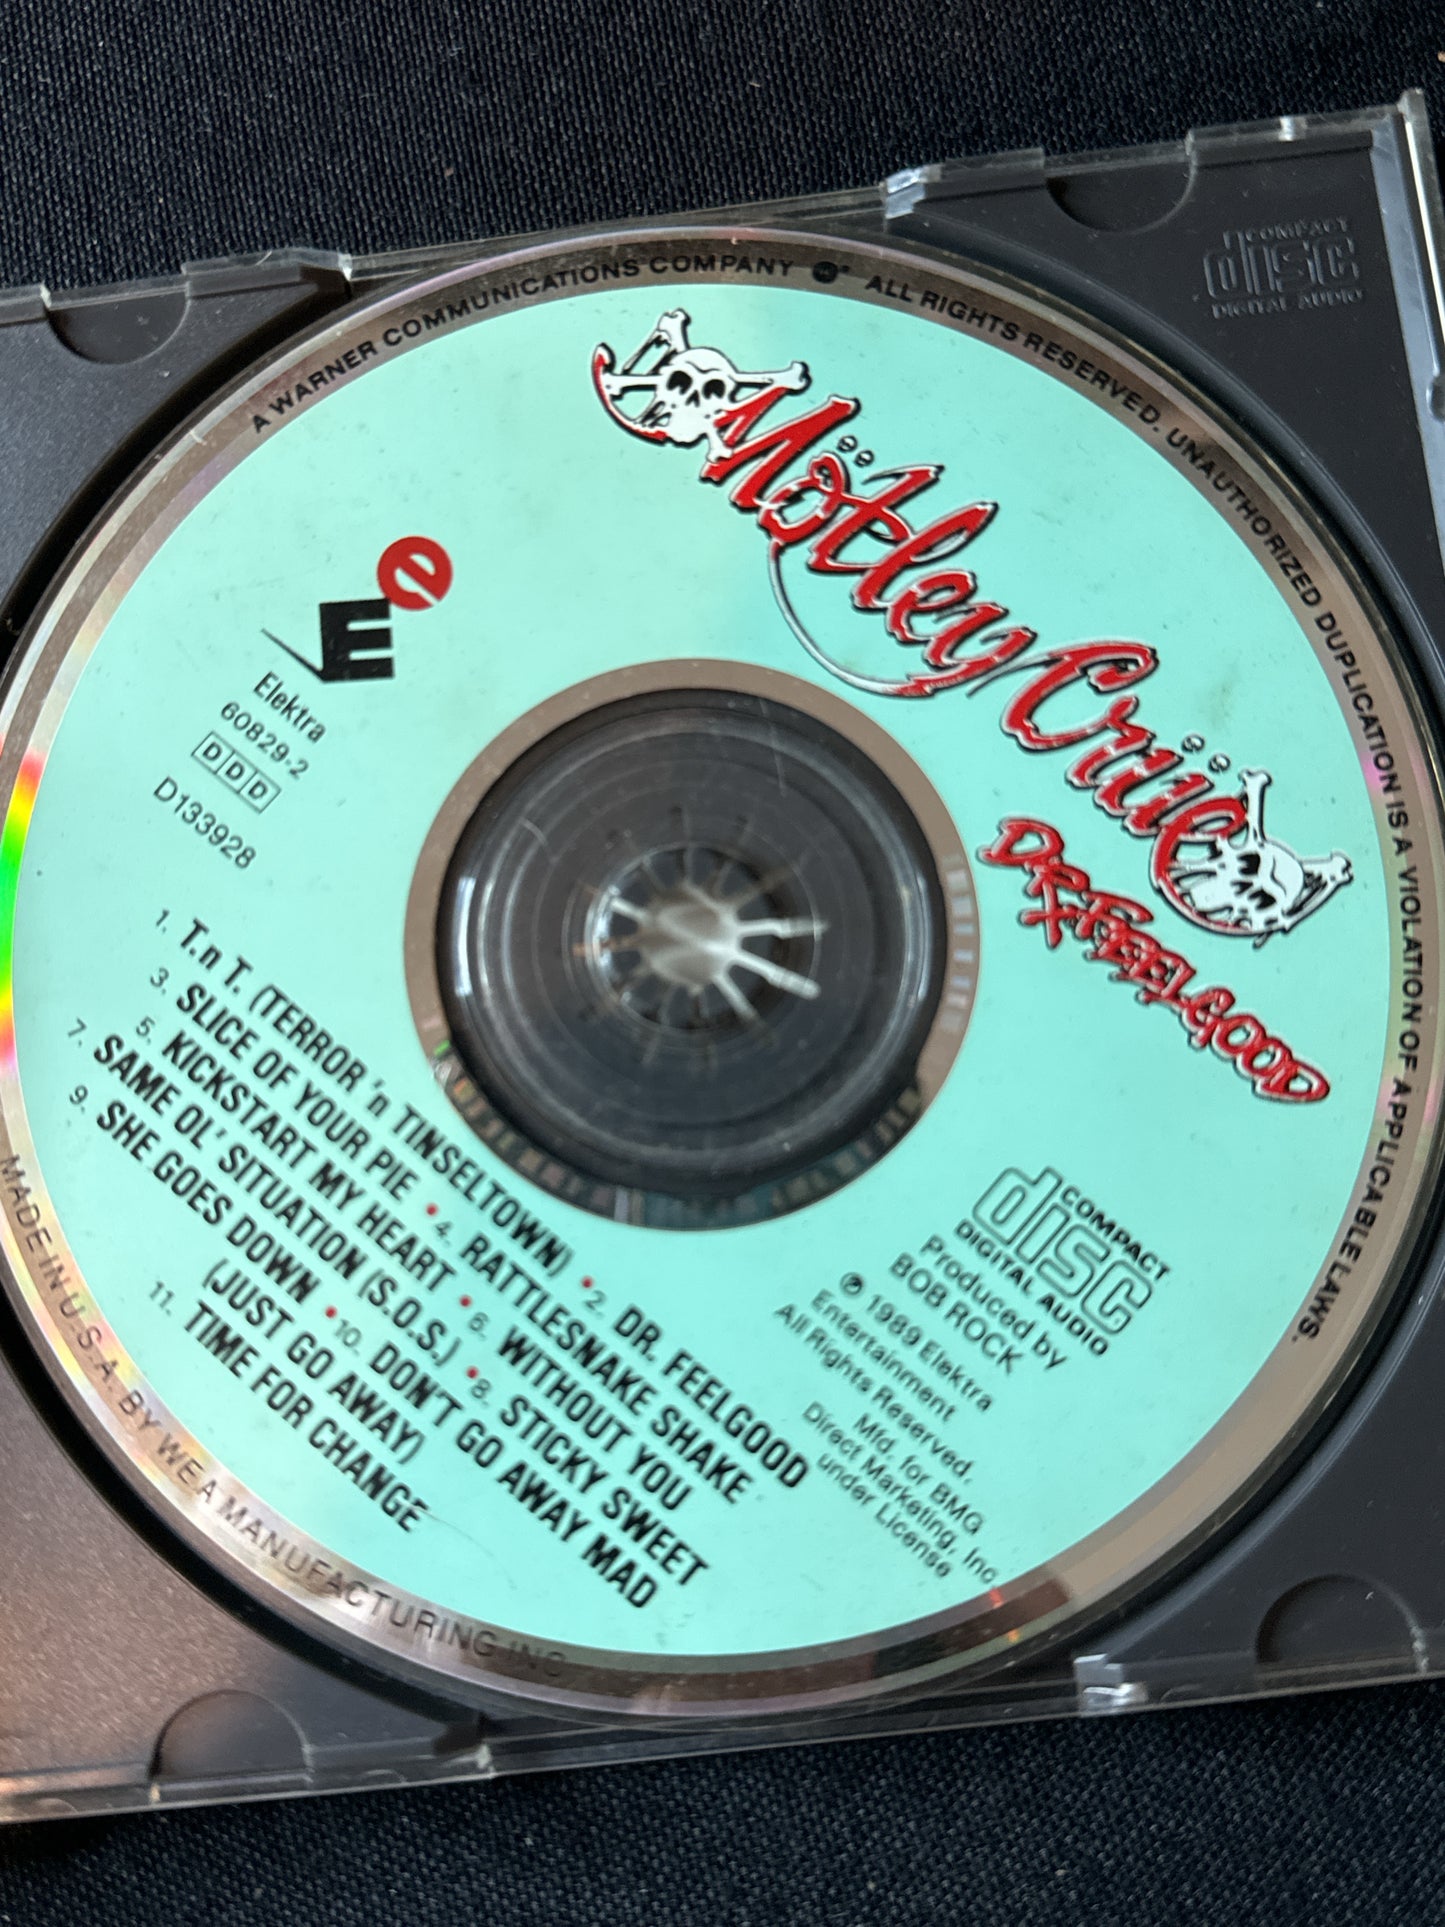 A WARNER COMMUNICATIONS COMPANY ALL RIGHTS RESERVED. UNAUTHORIZED DUPLICATION IS A VIOLATION OF APPLICABLE LAWS.
Mötley Crüe
DR. FEELGOOD
E e
Elektra
60829-2
DDD
D133928
COMPACT
disc
DIGITAL AUDIO
COMPACT
disc
DIGITAL AUDIO
Produced by
BOB ROCK
℗ 1989 Elektra
Entertainment
All Rights Reserved.
Mfd. for BMG
Direct Marketing, Inc.
under License
1. T.n T. (TERROR 'n TINSELTOWN) • 2. DR. FEELGOOD
3. SLICE OF YOUR PIE • 4. RATTLESNAKE SHAKE
5. KICKSTART MY HEART • 6. WITHOUT YOU
7. SAME OL' SITUATION (S.O.S.) • 8. STICKY SWEET
9. SHE GOES DOWN • 10. DON'T GO AWAY MAD
(JUST GO AWAY)
11. TIME FOR CHANGE
MADE IN U.S.A. BY WEA MANUFACTURING INC